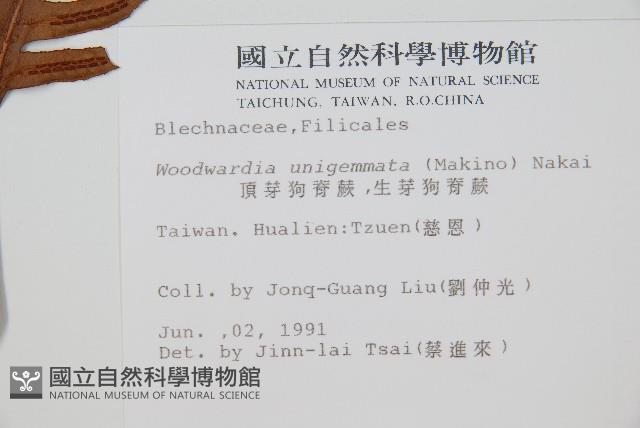 國立自然科學博物館
NATIONAL MUSEUM OF NATURAL SCIENCE
TAICHUNG, TAIWAN, R.O.CHINA
Blechnaceae,Filicales
Woodwardia unigemmata (Makino) Nakai
頂芽狗脊蕨,生芽狗脊蕨
Taiwan. Hualien:Tzuen(慈恩)
Coll. by Jonq-Guang Liu(劉仲光)
Jun. ,02, 1991
Det. by Jinn-lai Tsai(蔡進來)
國立自然科學博物館
NATIONAL MUSEUM OF NATURAL SCIENCE